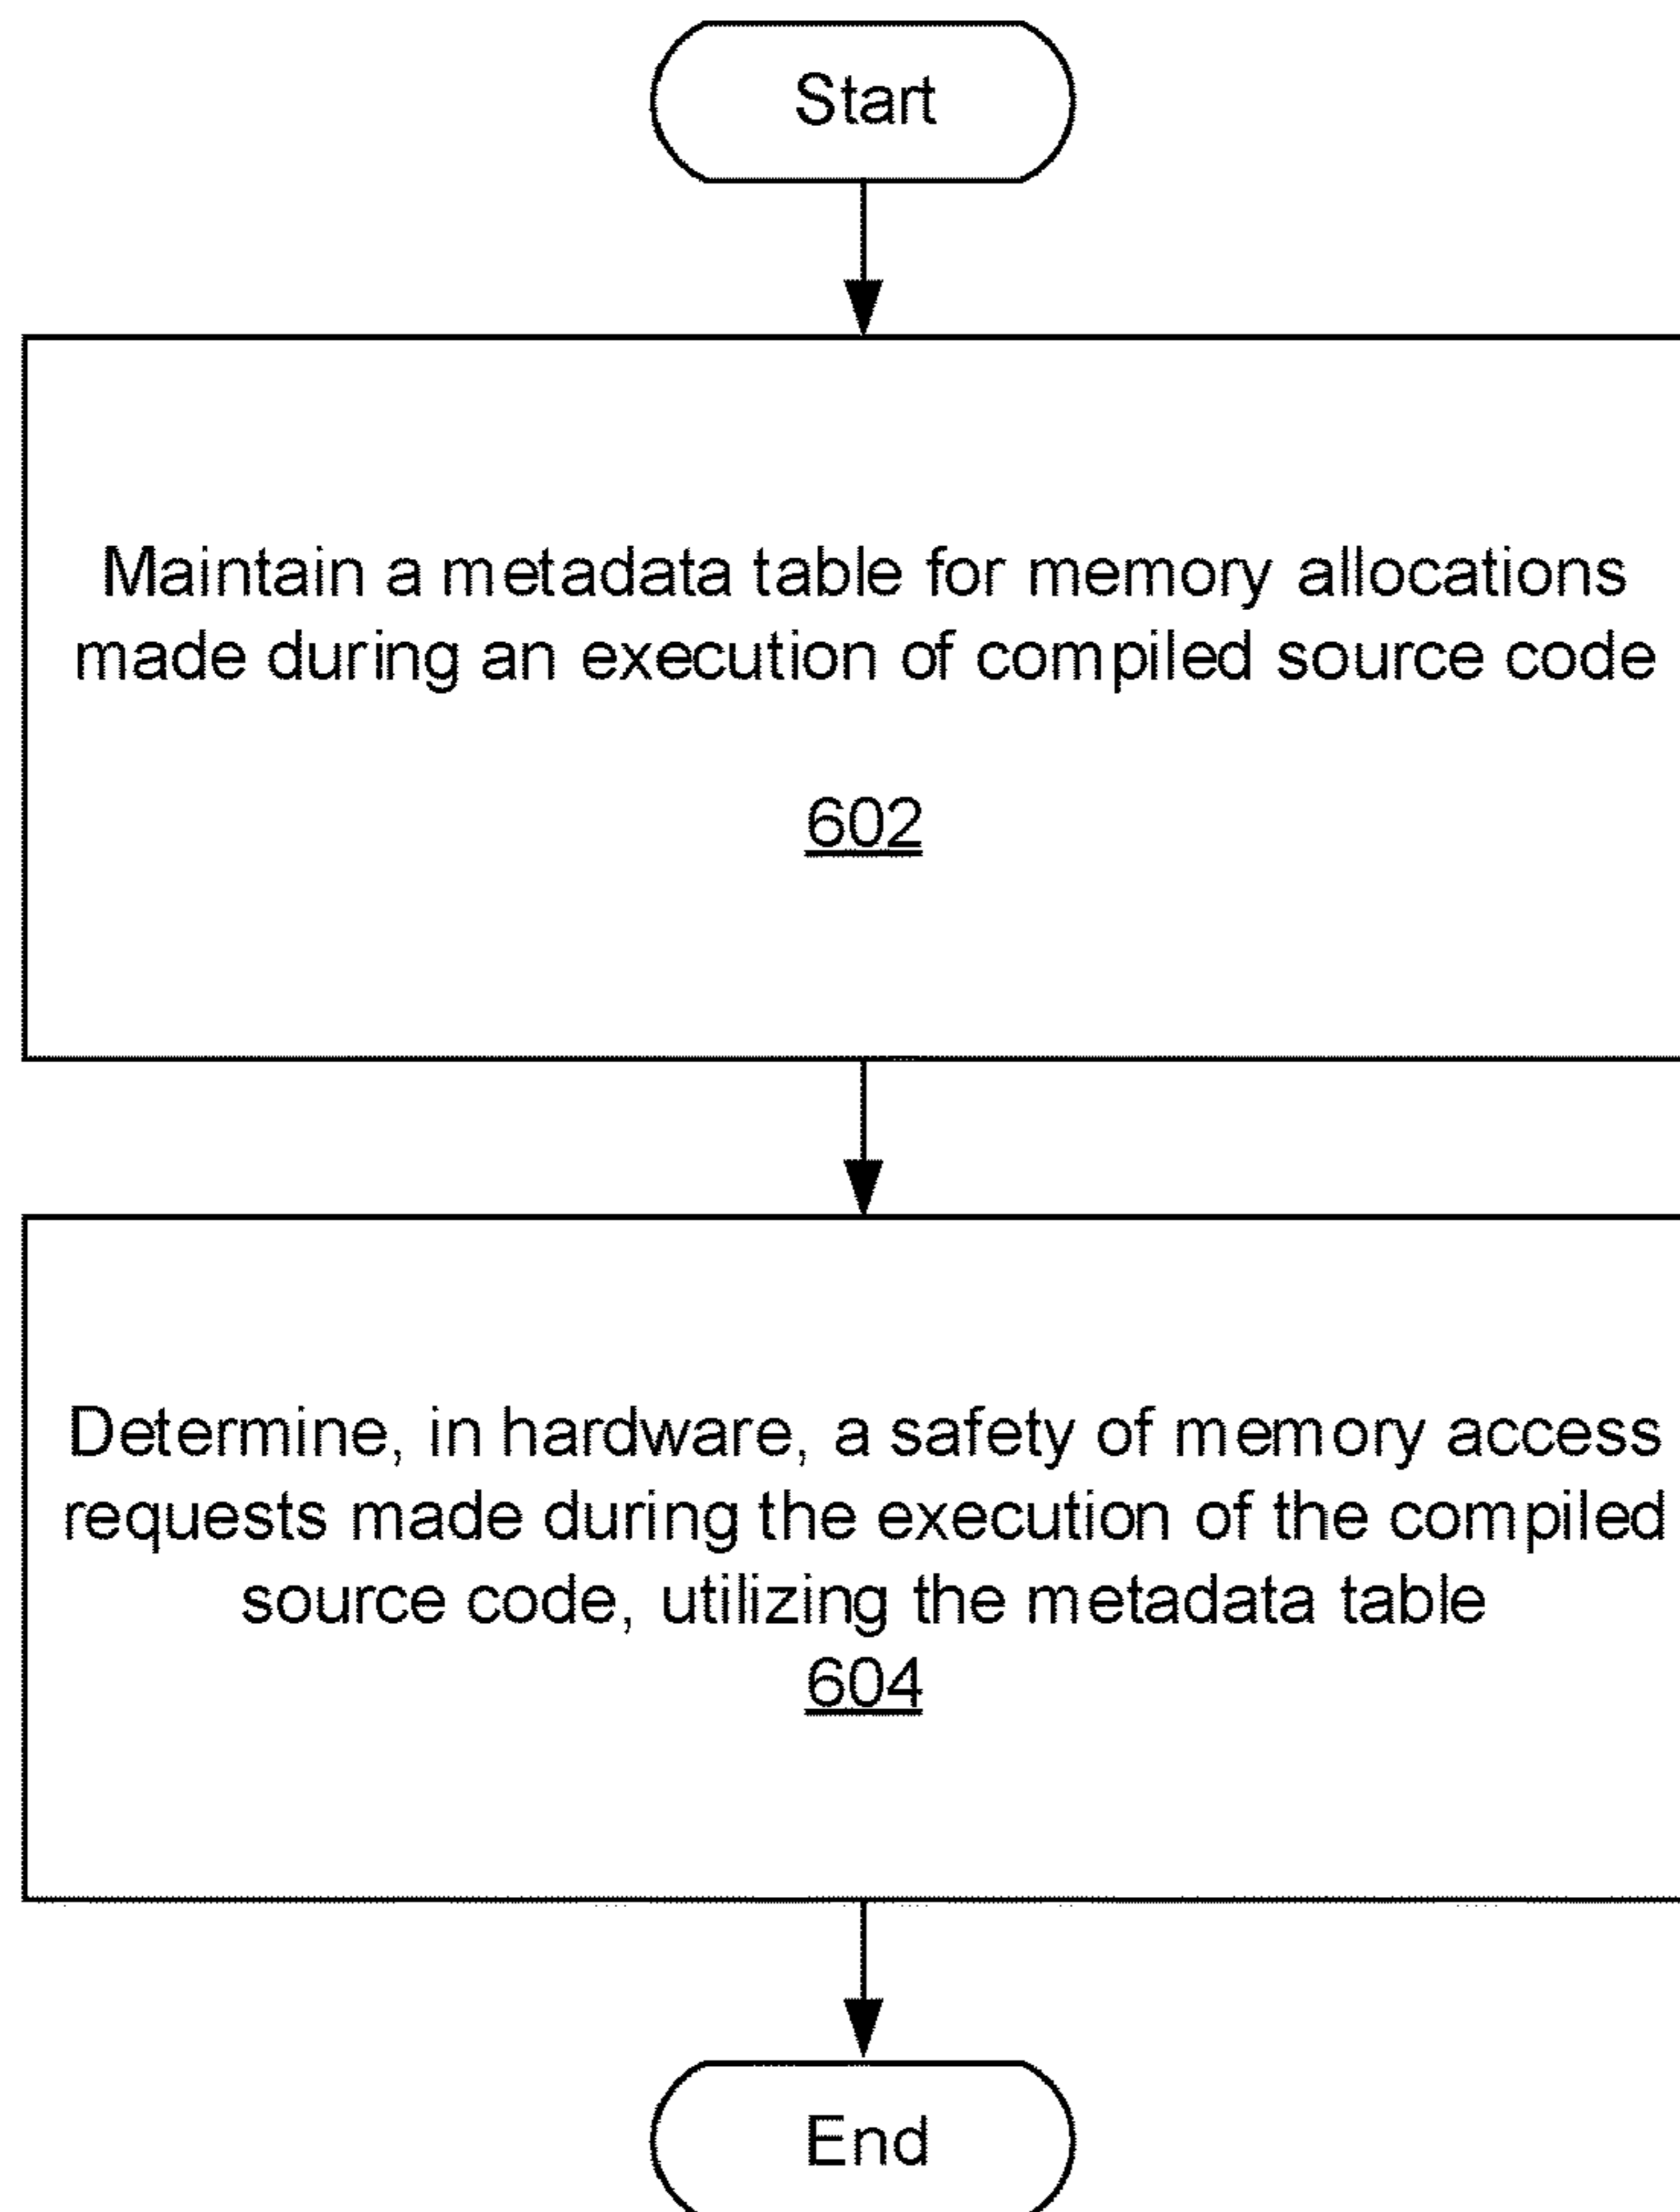 Start
Maintain a metadata table for memory allocations
made during an execution of compiled source code
602
Determine, in hardware, a safety of memory access
requests made during the execution of the compiled
source code, utilizing the metadata table
604
End